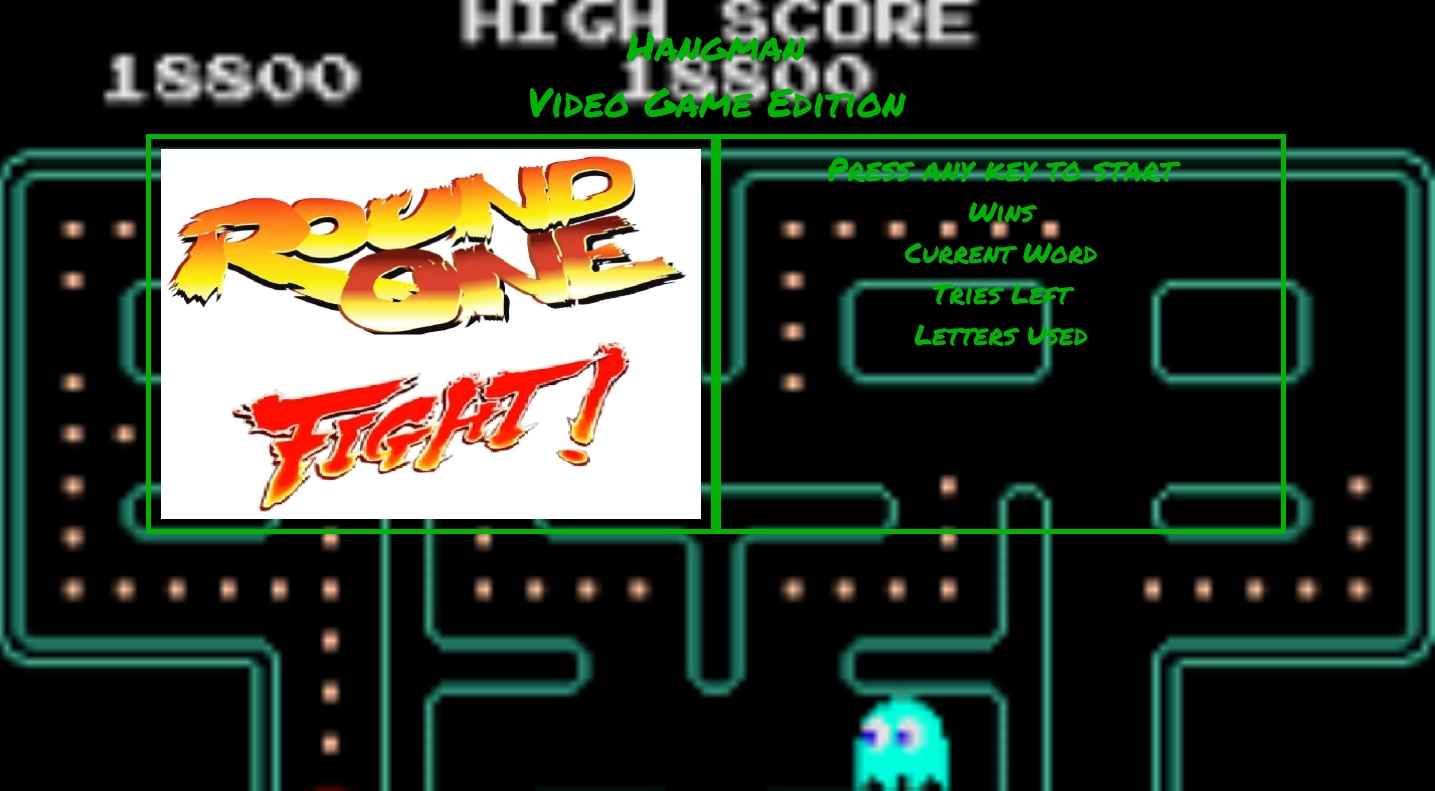 HIGH SCORE
Hangman
18800 18800
Video Game Edition
ROUND
ONE
FIGHT!
Press any key to start
Wins
Current Word
Tries Left
Letters Used